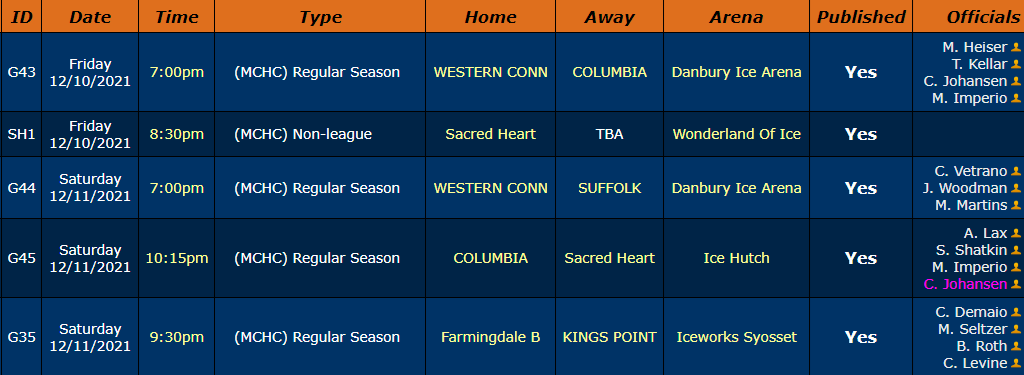 ID Date Time Type Home Away Arena Published Officials
G43 Friday 12/10/2021 7:00pm (MCHC) Regular Season WESTERN CONN COLUMBIA Danbury Ice Arena Yes M. Heiser T. Kellar C. Johansen M. Imperio
SH1 Friday 12/10/2021 8:30pm (MCHC) Non-league Sacred Heart TBA Wonderland Of Ice Yes
G44 Saturday 12/11/2021 7:00pm (MCHC) Regular Season WESTERN CONN SUFFOLK Danbury Ice Arena Yes C. Vetrano J. Woodman M. Martins
G45 Saturday 12/11/2021 10:15pm (MCHC) Regular Season COLUMBIA Sacred Heart Ice Hutch Yes A. Lax S. Shatkin M. Imperio C. Johansen
G35 Saturday 12/11/2021 9:30pm (MCHC) Regular Season Farmingdale B KINGS POINT Iceworks Syosset Yes C. Demaio M. Seltzer B. Roth C. Levine